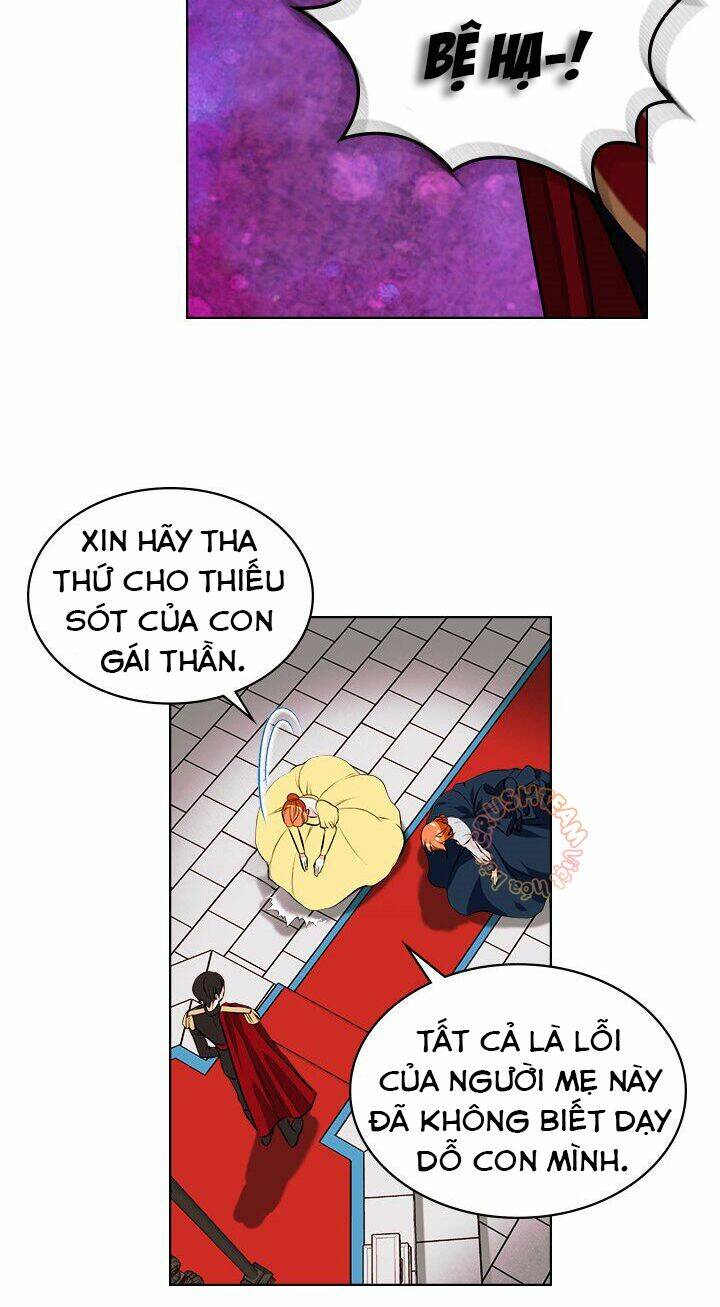 BỆ HẠ-!
XIN HÃY THA
THỨ CHO THIẾU
SÓT CỦA CON
GÁI THẦN.
TẤT CẢ LÀ LỖI
CỦA NGƯỜI MẸ NÀY
ĐÃ KHÔNG BIẾT DẠY
DỖ CON MÌNH.